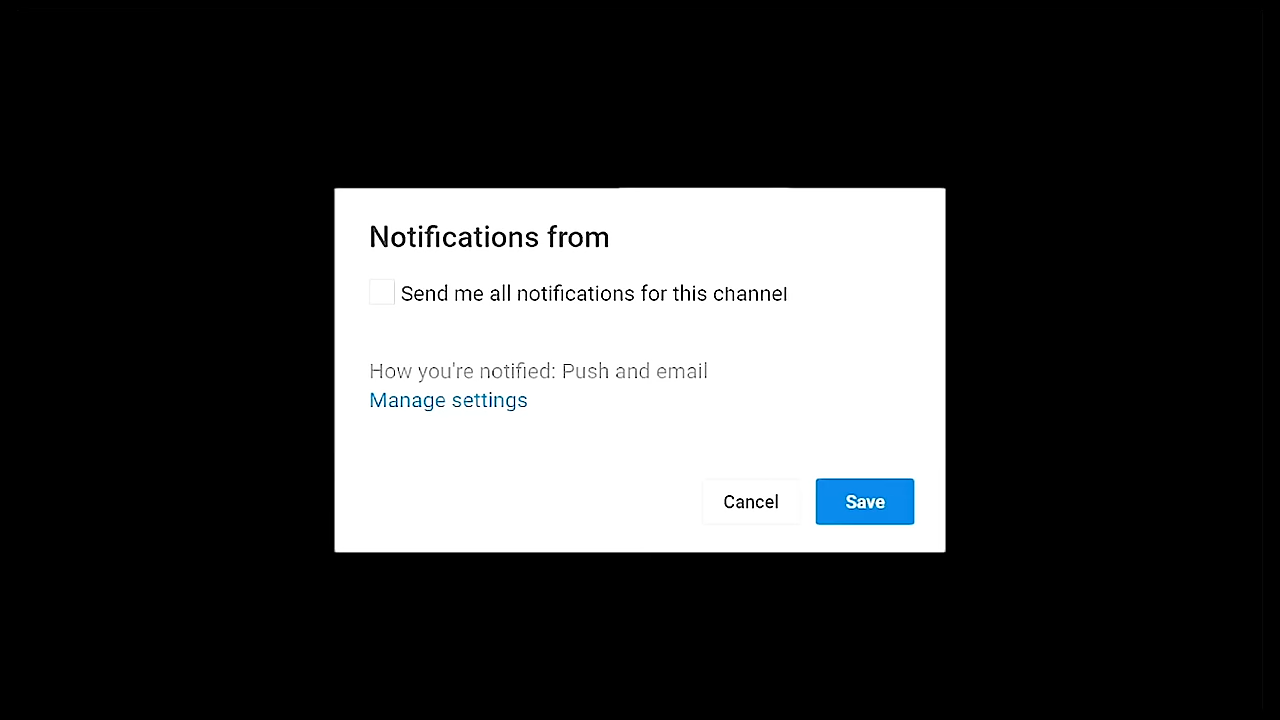 Notifications from
Send me all notifications for this channel
How you're notified: Push and email
Manage settings
Cancel Save